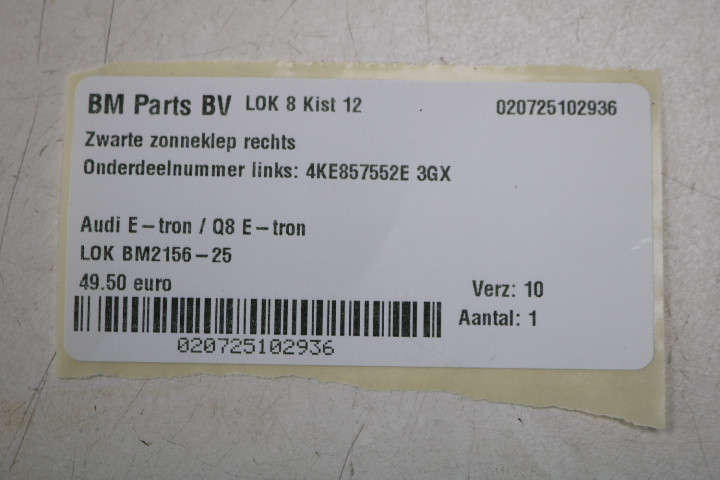 BM Parts BV LOK 8 Kist 12 020725102936
Zwarte zonneklep rechts
Onderdeelnummer links: 4KE857552E 3GX
Audi E-tron / Q8 E-tron
LOK BM2156-25
49.50 euro
Verz: 10
Aantal: 1
020725102936